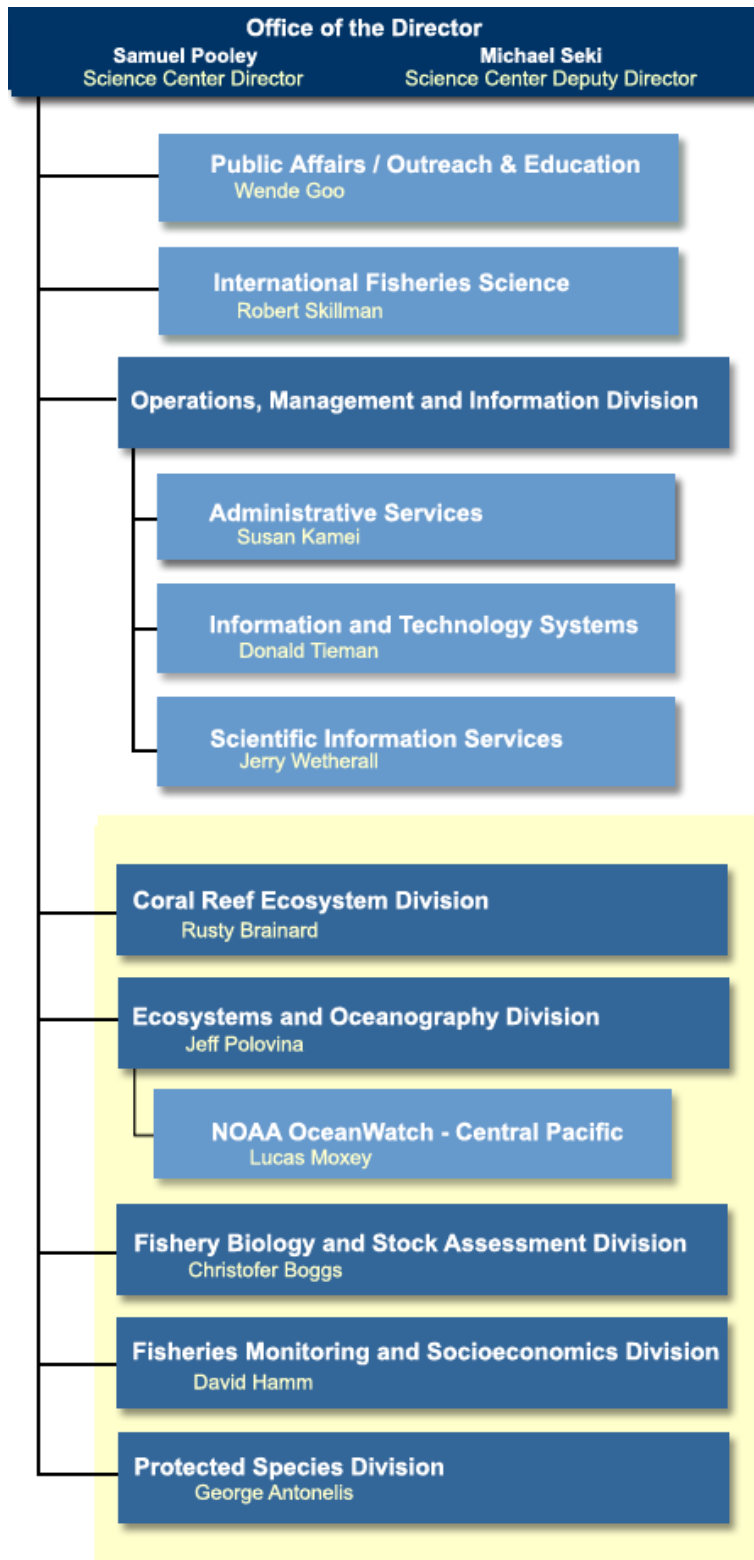 Office of the Director
Samuel Pooley Michael Seki
Science Center Director Science Center Deputy Director
Public Affairs / Outreach & Education
Wende Goo
International Fisheries Science
Robert Skillman
Operations, Management and Information Division
Administrative Services
Susan Kamei
Information and Technology Systems
Donald Tieman
Scientific Information Services
Jerry Wetherall
Coral Reef Ecosystem Division
Rusty Brainard
Ecosystems and Oceanography Division
Jeff Polovina
NOAA OceanWatch - Central Pacific
Lucas Moxey
Fishery Biology and Stock Assessment Division
Christofer Boggs
Fisheries Monitoring and Socioeconomics Division
David Hamm
Protected Species Division
George Antonelis